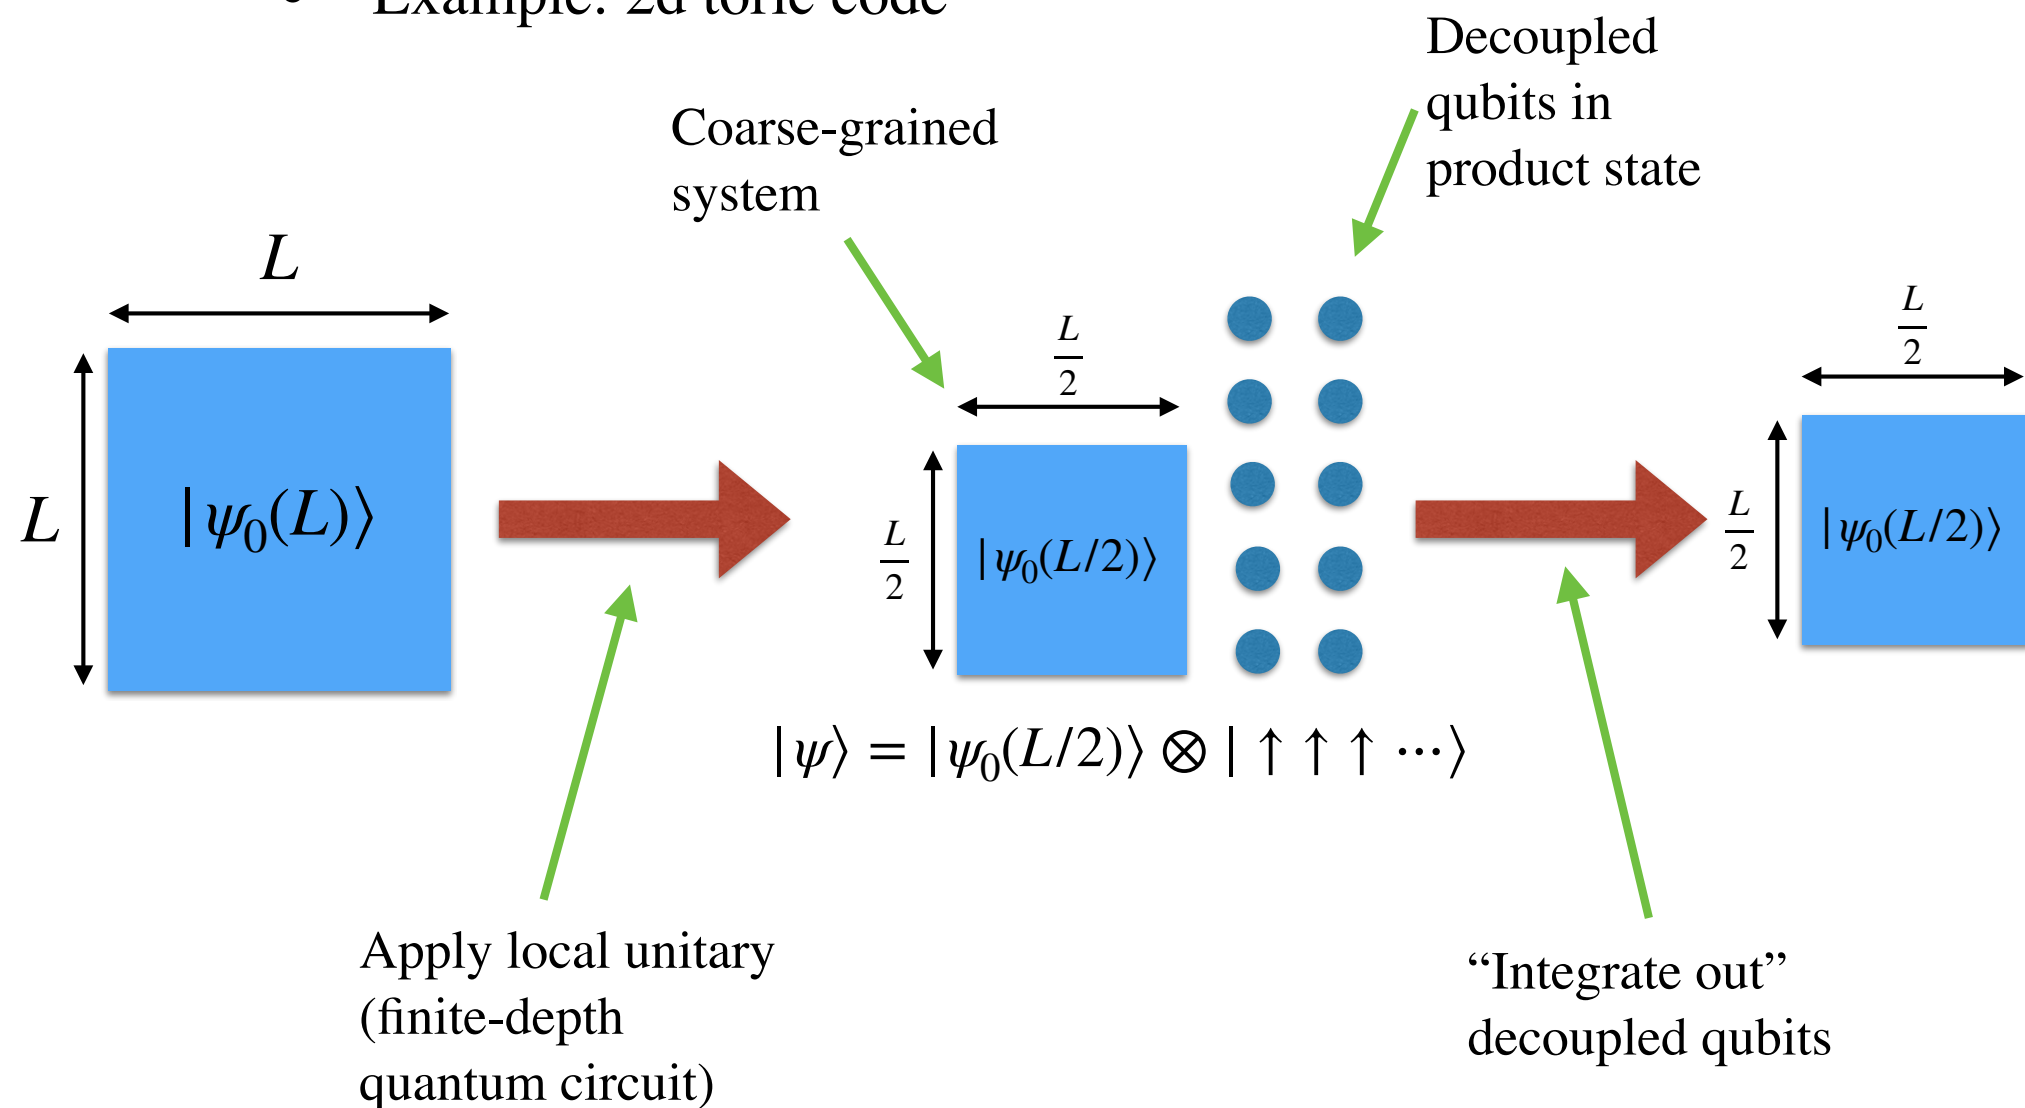 • Example: 2d toric code
Decoupled
qubits in
product state
Coarse-grained
system
L
L
|ψ₀(L)⟩
L/2
L/2
|ψ₀(L/2)⟩
L/2
L/2
|ψ₀(L/2)⟩
|ψ⟩ = |ψ₀(L/2)⟩ ⊗ |↑ ↑ ↑ ⋯⟩
Apply local unitary
(finite-depth
quantum circuit)
“Integrate out”
decoupled qubits